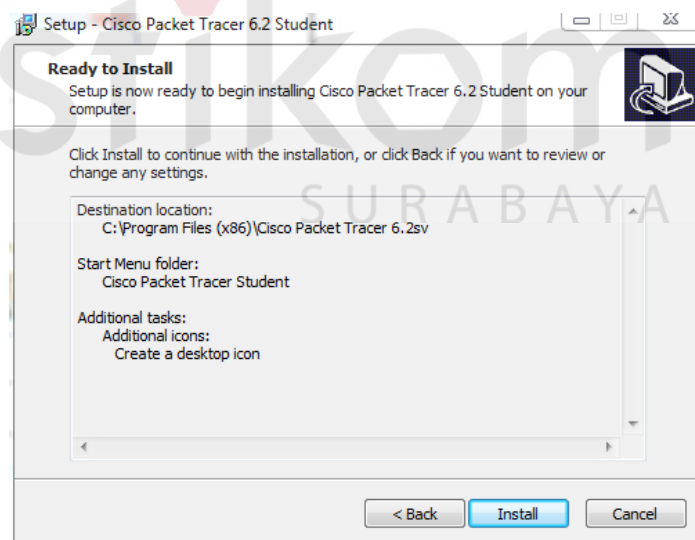 Setup - Cisco Packet Tracer 6.2 Student
Ready to Install
Setup is now ready to begin installing Cisco Packet Tracer 6.2 Student on your
computer.
Click Install to continue with the installation, or click Back if you want to review or
change any settings.
stikom
SURABAYA
Destination location:
C:\Program Files (x86)\Cisco Packet Tracer 6.2sv
Start Menu folder:
Cisco Packet Tracer Student
Additional tasks:
Additional icons:
Create a desktop icon
< Back
Install
Cancel